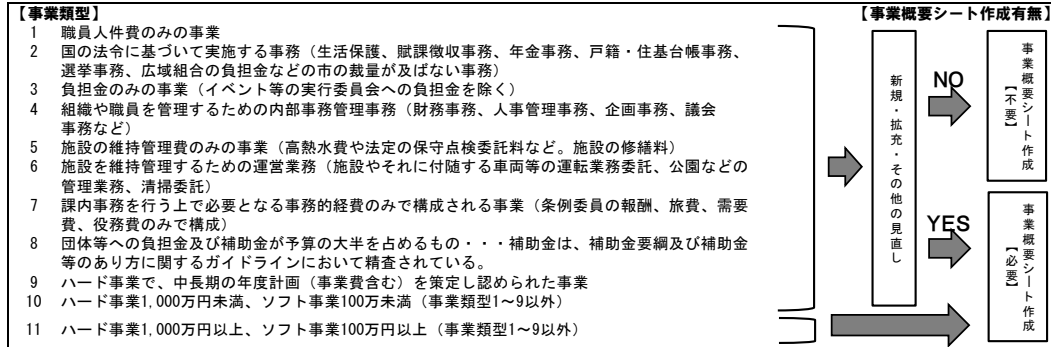 【事業類型】
【事業概要シート作成有無】
1 職員人件費のみの事業
2 国の法令に基づいて実施する事務（生活保護、賦課徴収事務、年金事務、戸籍・住基台帳事務、
選挙事務、広域組合の負担金などの市の裁量が及ばない事務）
3 負担金のみの事業（イベント等の実行委員会への負担金を除く）
4 組織や職員を管理するための内部事務管理事務（財務事務、人事管理事務、企画事務、議会
事務など）
5 施設の維持管理費のみの事業（高熱水費や法定の保守点検委託料など。施設の修繕料）
6 施設を維持管理するための運営業務（施設やそれに付随する車両等の運転業務委託、公園などの
管理業務、清掃委託）
7 課内事務を行う上で必要となる事務的経費のみで構成される事業（条例委員の報酬、旅費、需要
費、役務費のみで構成）
8 団体等への負担金及び補助金が予算の大半を占めるもの・・・補助金は、補助金要綱及び補助金
等のあり方に関するガイドラインにおいて精査されている。
9 ハード事業で、中長期の年度計画（事業費含む）を策定し認められた事業
10 ハード事業1,000万円未満、ソフト事業100万未満（事業類型1～9以外）
11 ハード事業1,000万円以上、ソフト事業100万円以上（事業類型1～9以外）
新規・拡充・その他の見直し
NO
事業概要シート作成
【不要】
YES
事業概要シート作成
【必要】